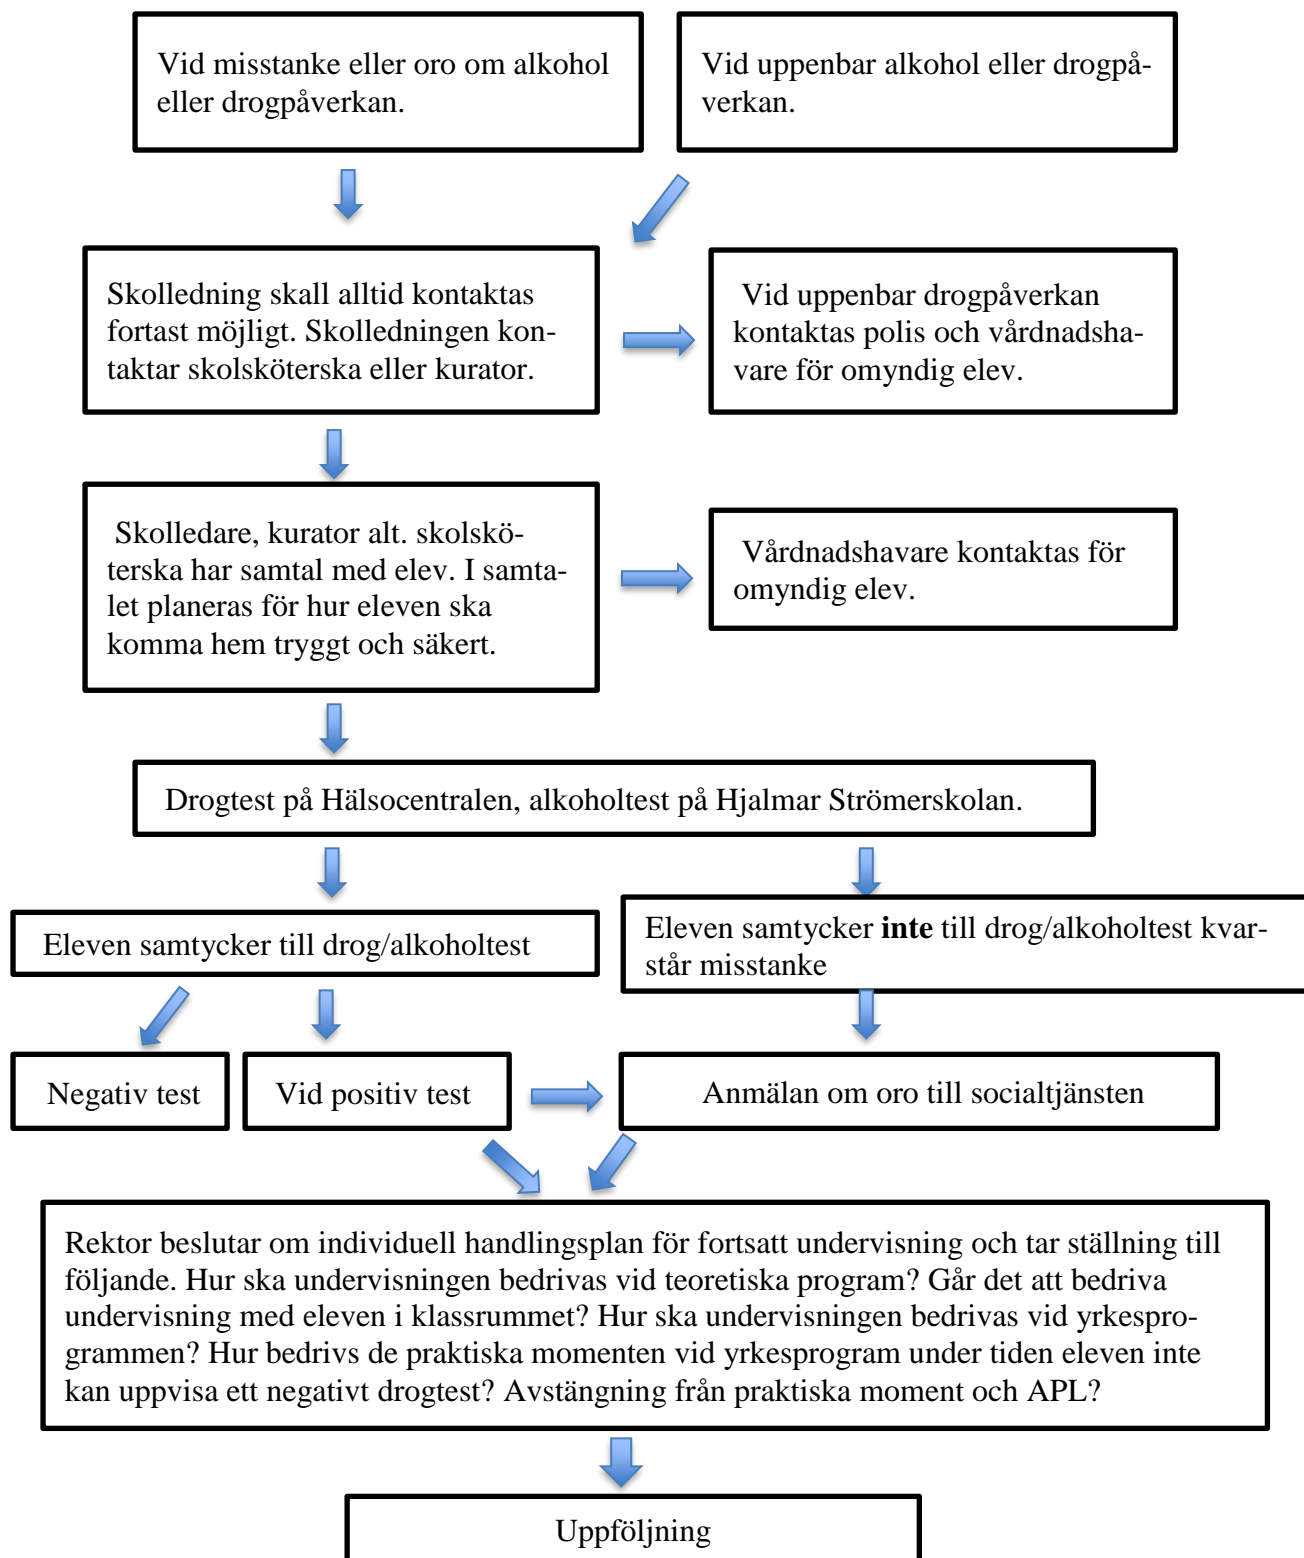 Vid misstanke eller oro om alkohol
eller drogpåverkan.
Vid uppenbar alkohol eller drogpå-
verkan.
Skolledning skall alltid kontaktas
fortast möjligt. Skolledningen kon-
taktar skolsköterska eller kurator.
Vid uppenbar drogpåverkan
kontaktas polis och vårdnadsha-
vare för omyndig elev.
Skolledare, kurator alt. skolskö-
terska har samtal med elev. I samta-
let planeras för hur eleven ska
komma hem tryggt och säkert.
Vårdnadshavare kontaktas för
omyndig elev.
Drogtest på Hälsocentralen, alkoholtest på Hjalmar Strömerskolan.
Eleven samtycker till drog/alkoholtest
Eleven samtycker inte till drog/alkoholtest kvar-
står misstanke
Negativ test
Vid positiv test
Anmälan om oro till socialtjänsten
Rektor beslutar om individuell handlingsplan för fortsatt undervisning och tar ställning till
följande. Hur ska undervisningen bedrivas vid teoretiska program? Går det att bedriva
undervisning med eleven i klassrummet? Hur ska undervisningen bedrivas vid yrkespro-
grammen? Hur bedrivs de praktiska momenten vid yrkesprogram under tiden eleven inte
kan uppvisa ett negativt drogtest? Avstängning från praktiska moment och APL?
Uppföljning